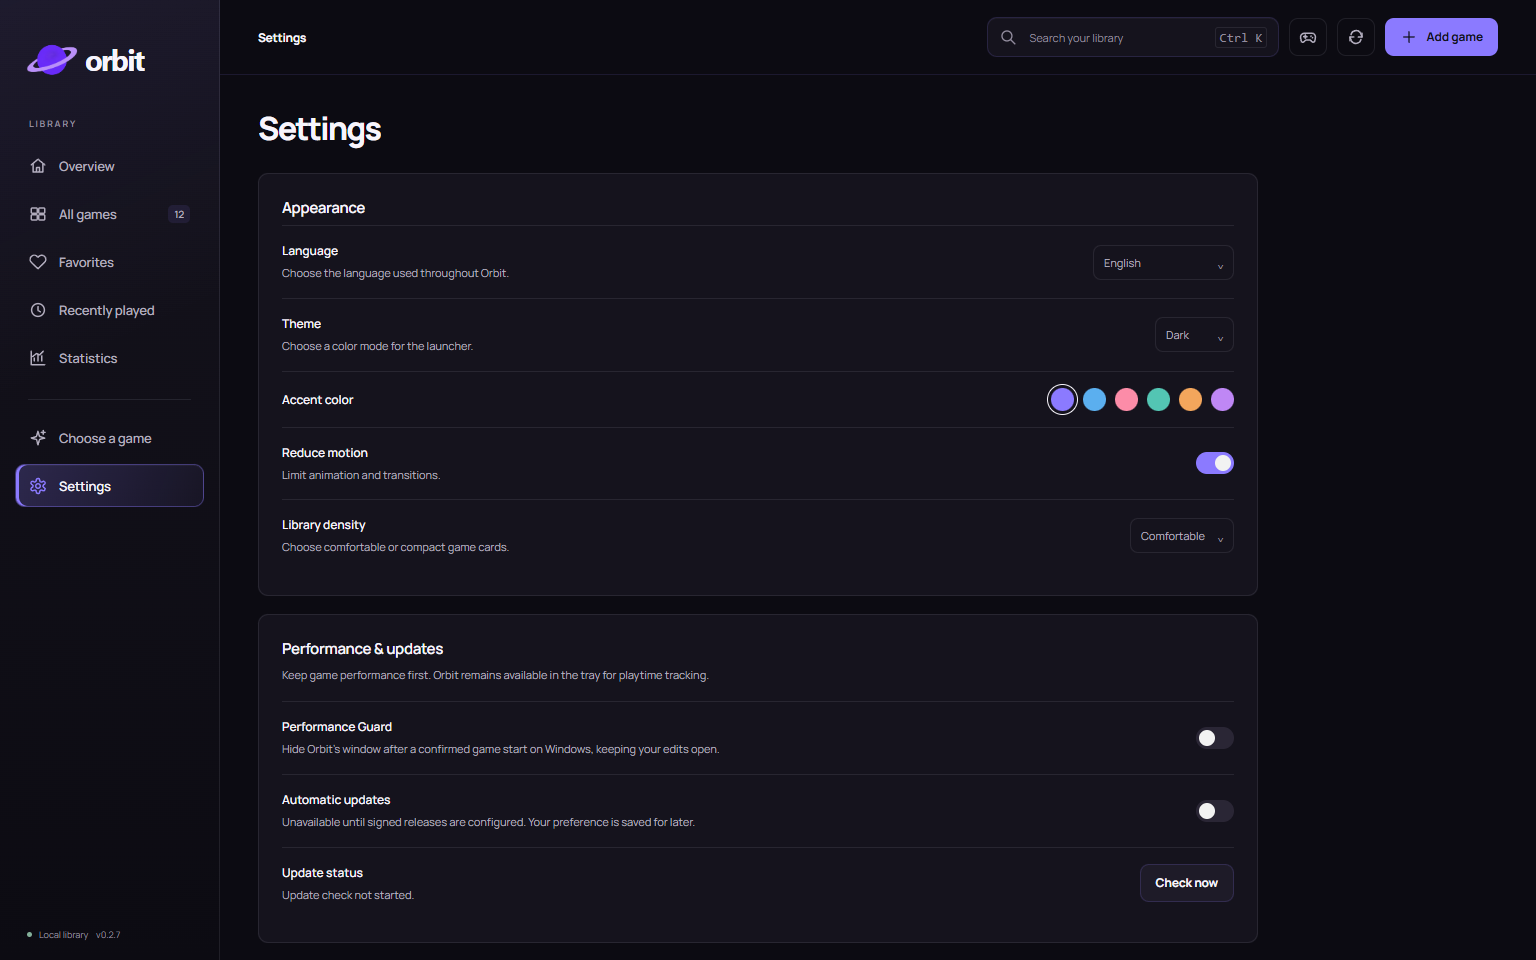 orbit
LIBRARY
Overview
All games 12
Favorites
Recently played
Statistics
Choose a game
Settings
Local library v0.2.7
Settings
Search your library Ctrl K
Add game
Settings
Appearance
Language
Choose the language used throughout Orbit.
English
Theme
Choose a color mode for the launcher.
Dark
Accent color
Reduce motion
Limit animation and transitions.
Library density
Choose comfortable or compact game cards.
Comfortable
Performance & updates
Keep game performance first. Orbit remains available in the tray for playtime tracking.
Performance Guard
Hide Orbit's window after a confirmed game start on Windows, keeping your edits open.
Automatic updates
Unavailable until signed releases are configured. Your preference is saved for later.
Update status
Update check not started.
Check now